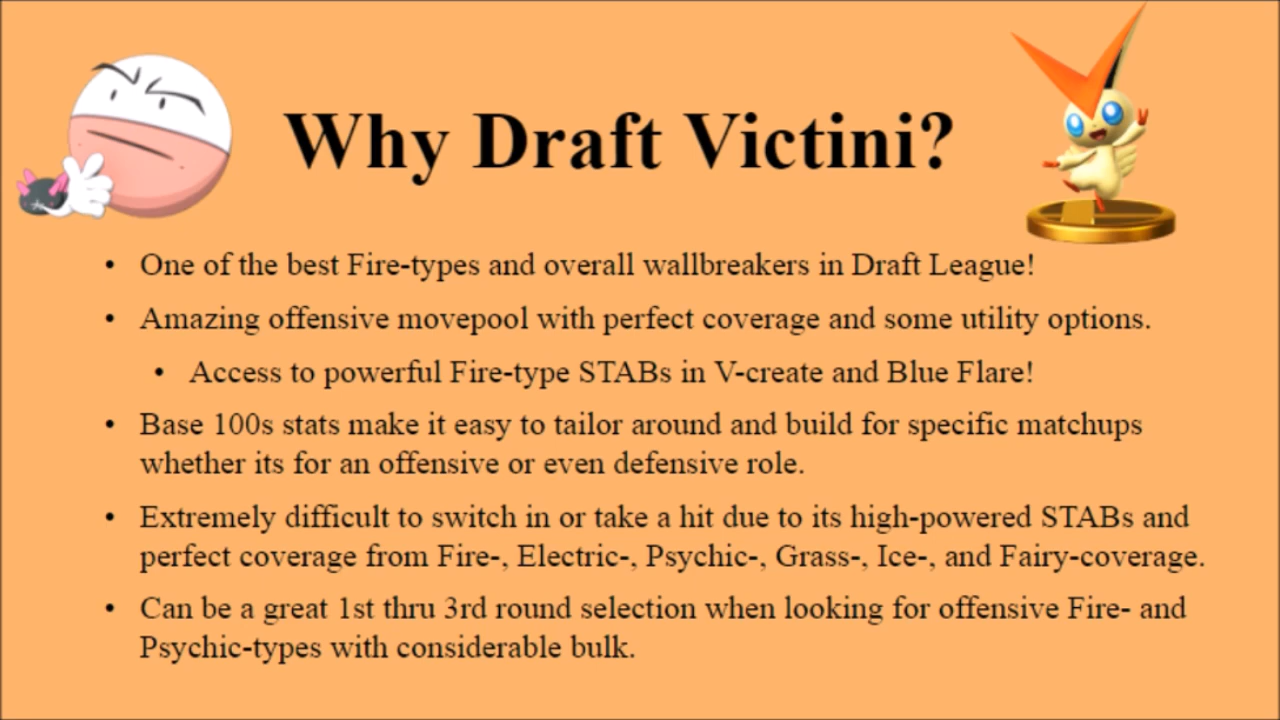 Why Draft Victini?
• One of the best Fire-types and overall wallbreakers in Draft League!
• Amazing offensive movepool with perfect coverage and some utility options.
• Access to powerful Fire-type STABs in V-create and Blue Flare!
• Base 100s stats make it easy to tailor around and build for specific matchups
whether its for an offensive or even defensive role.
• Extremely difficult to switch in or take a hit due to its high-powered STABs and
perfect coverage from Fire-, Electric-, Psychic-, Grass-, Ice-, and Fairy-coverage.
• Can be a great 1st thru 3rd round selection when looking for offensive Fire- and
Psychic-types with considerable bulk.